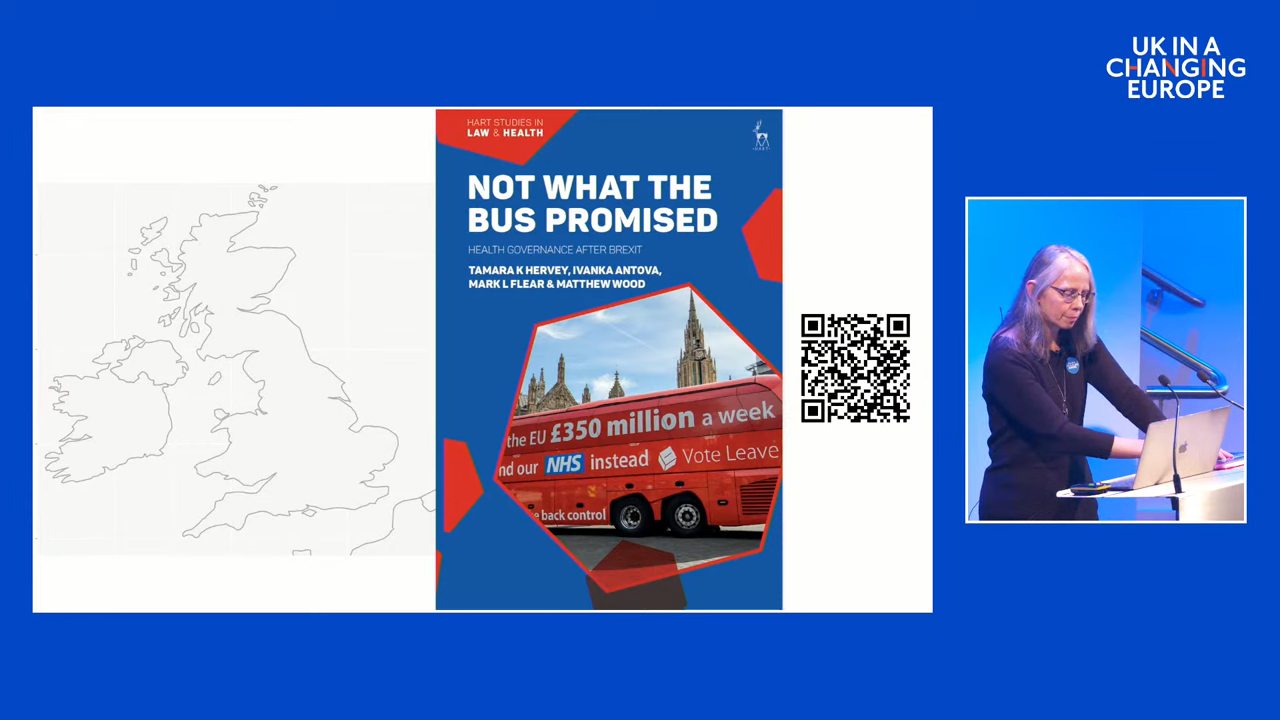 UK IN A
CHANGING
EUROPE
HART STUDIES IN
LAW & HEALTH
HART
NOT WHAT THE
BUS PROMISED
HEALTH GOVERNANCE AFTER BREXIT
TAMARA K HERVEY, IVANKA ANTOVA,
MARK L FLEAR & MATTHEW WOOD
the EU £350 million a week
nd our NHS instead Vote Leave
e back control